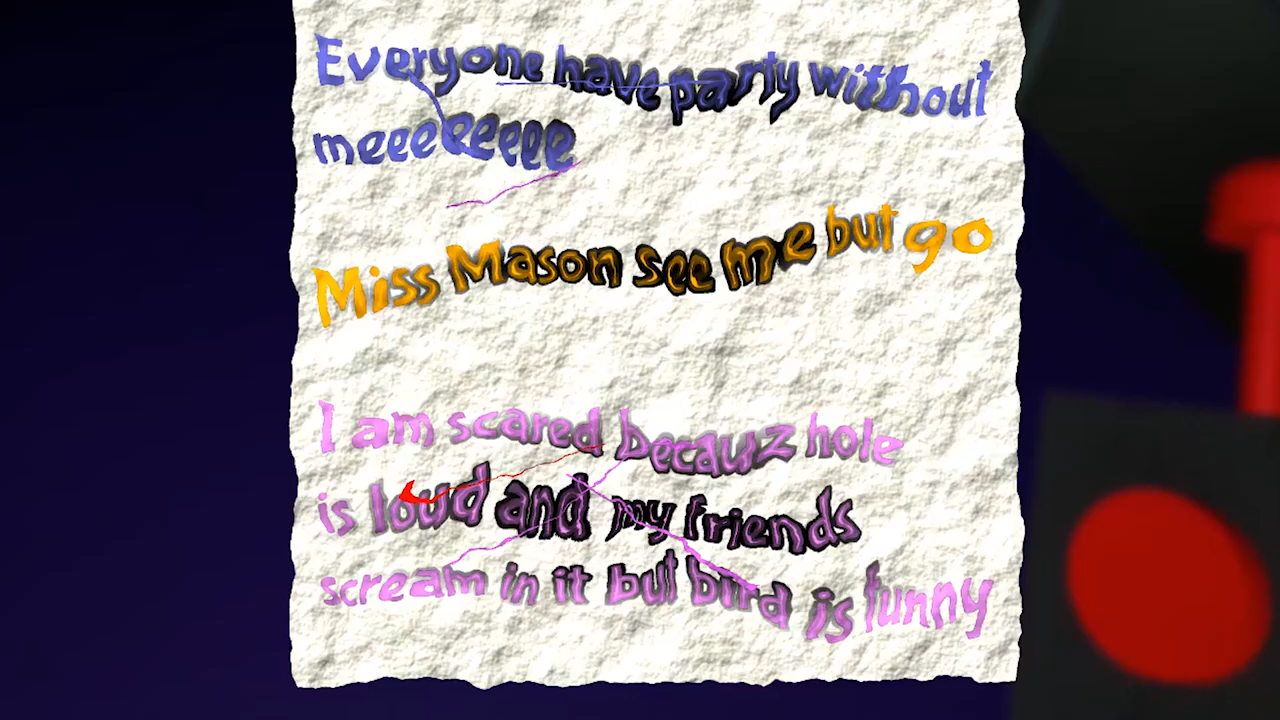 Everyone have party without
meeeeeeee
Miss Mason see me but go
I am scared becauz hole
is loud and my friends
scream in it but bird is funny